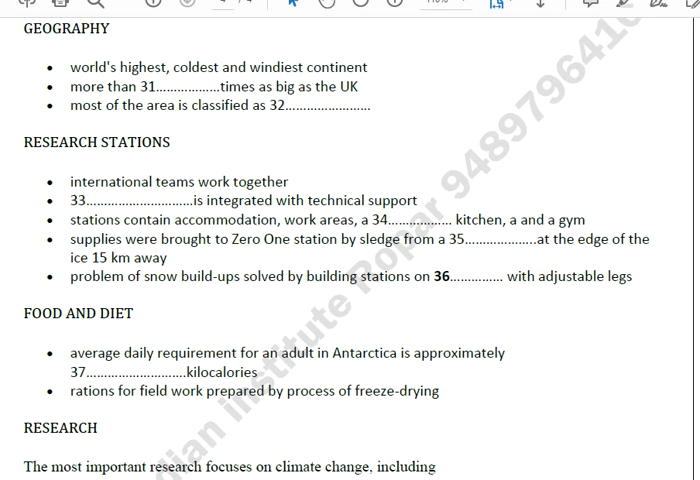 GEOGRAPHY
• world's highest, coldest and windiest continent
• more than 31………………times as big as the UK
• most of the area is classified as 32……………………
RESEARCH STATIONS
• international teams work together
• 33…………………………is integrated with technical support
• stations contain accommodation, work areas, a 34……………… kitchen, a and a gym
• supplies were brought to Zero One station by sledge from a 35………………..at the edge of the
ice 15 km away
• problem of snow build-ups solved by building stations on 36…………… with adjustable legs
FOOD AND DIET
• average daily requirement for an adult in Antarctica is approximately
37……………………….kilocalories
• rations for field work prepared by process of freeze-drying
RESEARCH
The most important research focuses on climate change, including
dian institute Ropar 9489796410